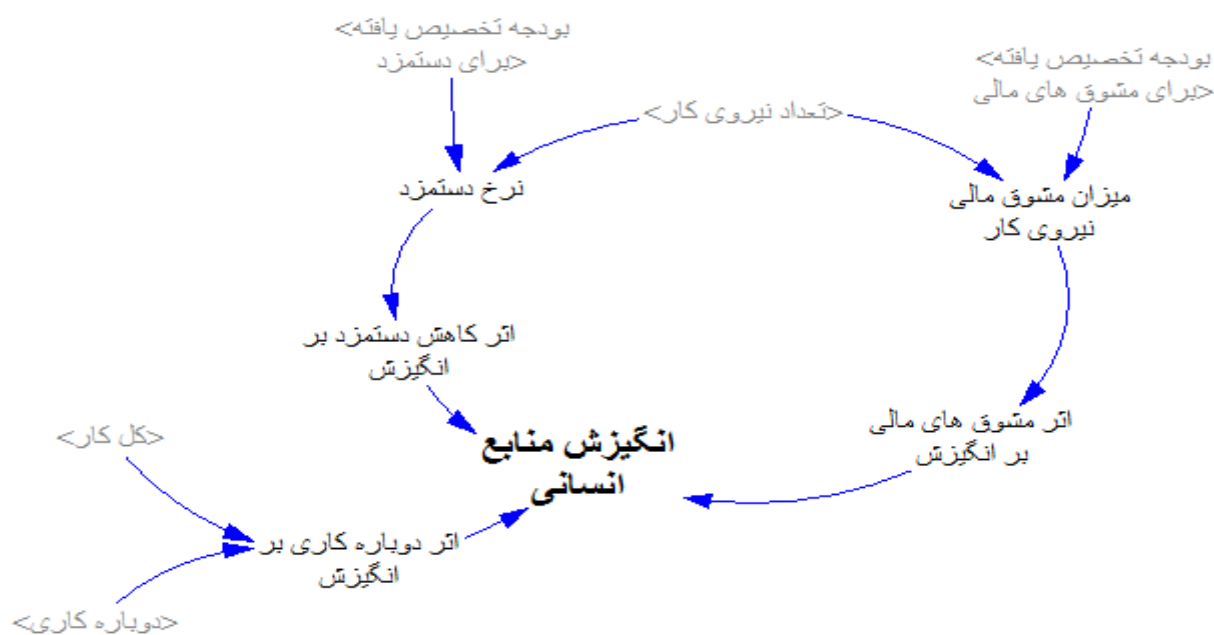 <بودجه تخصیص یافته
برای دستمزد>
<بودجه تخصیص یافته
برای مشوق های مالی>
<تعداد نیروی کار>
نرخ دستمزد
میزان مشوق مالی
نیروی کار
اثر کاهش دستمزد بر
انگیزش
اثر مشوق های مالی
بر انگیزش
انگیزش منابع
انسانی
<کل کار>
اثر دوباره کاری بر
انگیزش
<دوباره کاری>